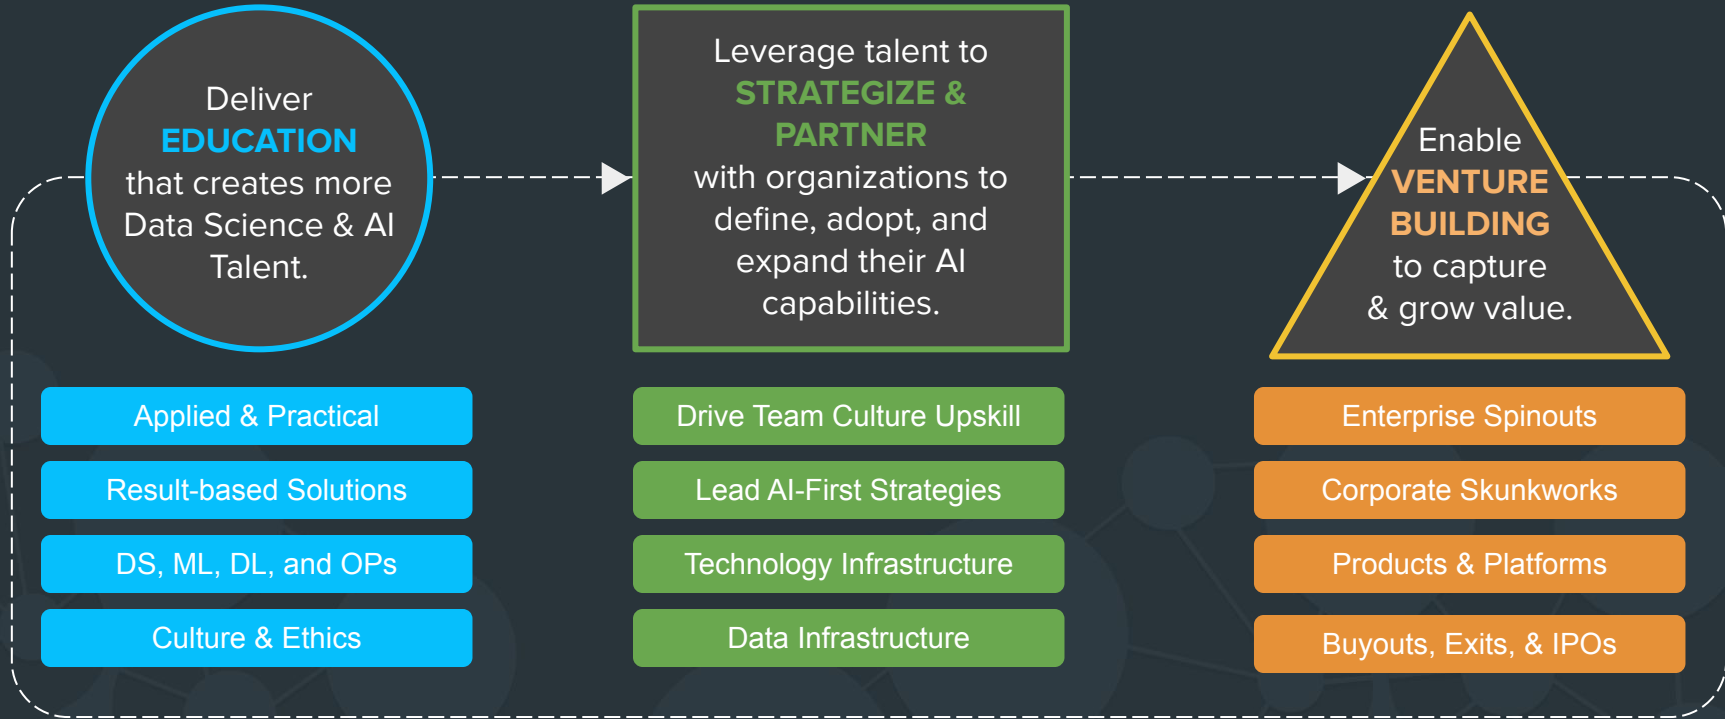 Deliver
EDUCATION
that creates more
Data Science & AI
Talent.
Leverage talent to
STRATEGIZE &
PARTNER
with organizations to
define, adopt, and
expand their AI
capabilities.
Enable
VENTURE
BUILDING
to capture
& grow value.
Applied & Practical
Result-based Solutions
DS, ML, DL, and OPs
Culture & Ethics
Drive Team Culture Upskill
Lead AI-First Strategies
Technology Infrastructure
Data Infrastructure
Enterprise Spinouts
Corporate Skunkworks
Products & Platforms
Buyouts, Exits, & IPOs